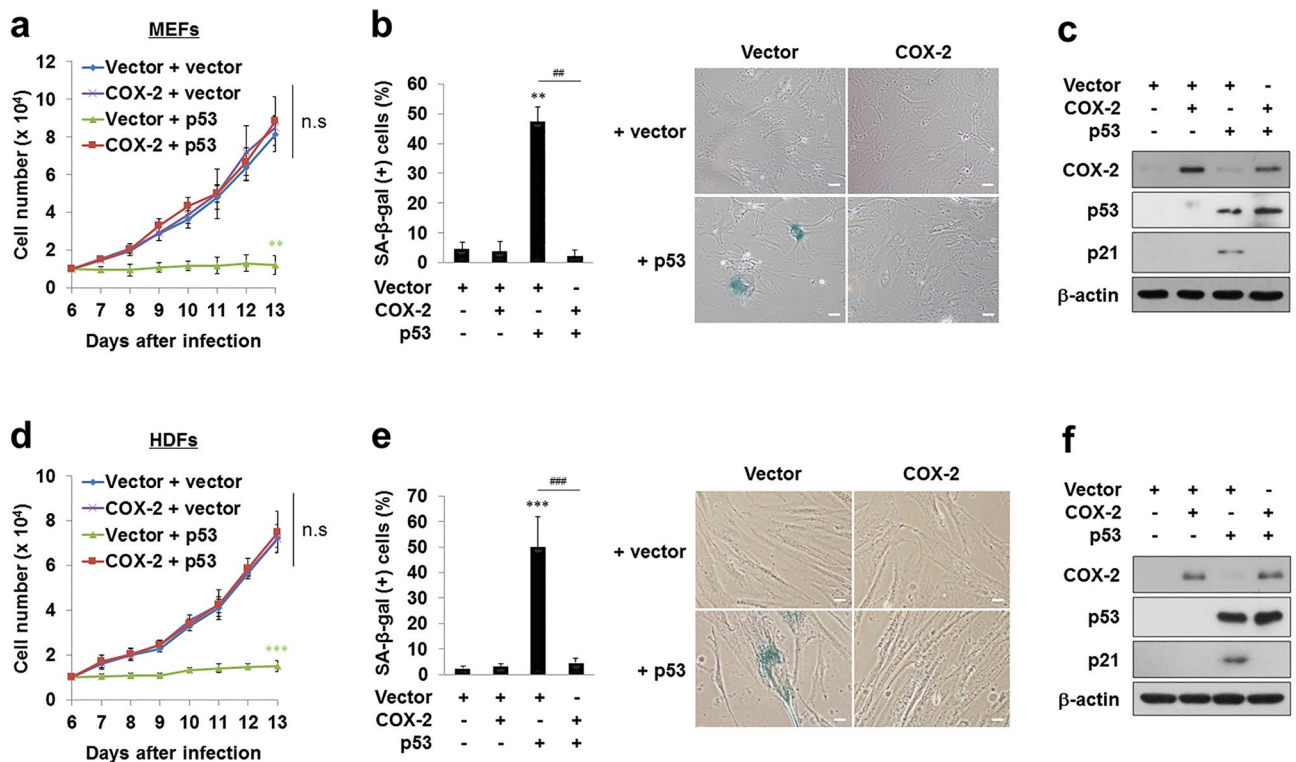 a
MEFs
Cell number (x 10⁴)
12
10
8
6
4
2
0
Vector + vector
COX-2 + vector
Vector + p53
COX-2 + p53
n.s
**
6 7 8 9 10 11 12 13
Days after infection
b
SA-β-gal (+) cells (%)
60
50
40
30
20
10
0
**
##
Vector + + + -
COX-2 - + - +
p53 - - + +
Vector COX-2
+ vector
+ p53
c
Vector + + + -
COX-2 - + - +
p53 - - + +
COX-2
p53
p21
β-actin
d
HDFs
Cell number (x 10⁴)
10
8
6
4
2
0
Vector + vector
COX-2 + vector
Vector + p53
COX-2 + p53
n.s
***
6 7 8 9 10 11 12 13
Days after infection
e
SA-β-gal (+) cells (%)
70
60
50
40
30
20
10
0
***
###
Vector + + + -
COX-2 - + - +
p53 - - + +
Vector COX-2
+ vector
+ p53
f
Vector + + + -
COX-2 - + - +
p53 - - + +
COX-2
p53
p21
β-actin